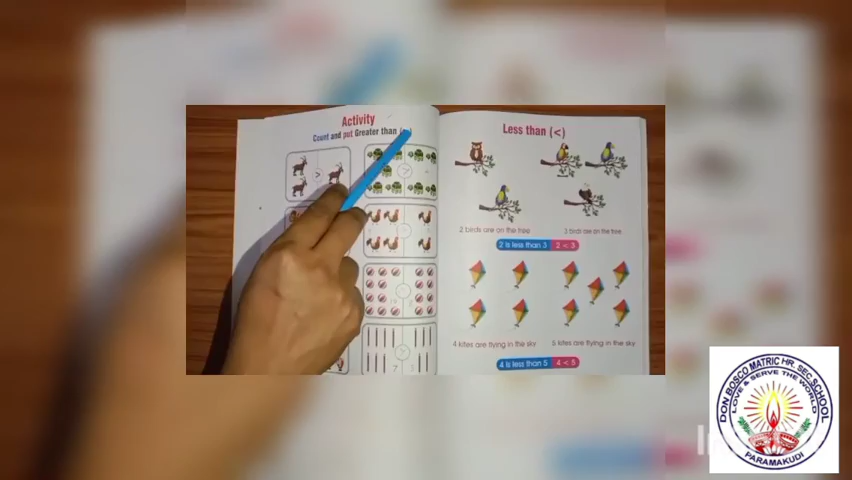 Activity
Count and put Greater than
>
7 3
Less than (<)
2 birds are on the tree
3 birds are on the tree
2 is less than 3 2 < 3
4 kites are flying in the sky
5 kites are flying in the sky
4 is less than 5 4 < 5
DON BOSCO MATRIC HR. SEC SCHOOL
LOVE & SERVE THE WORLD
PARAMAKUDI